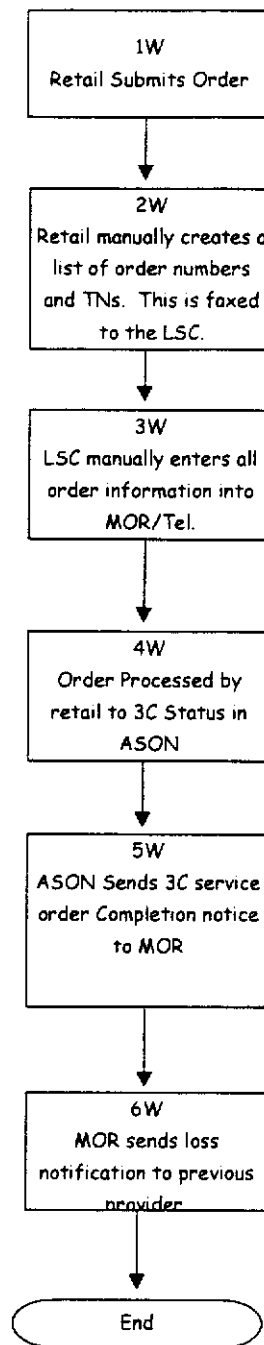 1W
Retail Submits Order
2W
Retail manually creates a
list of order numbers
and TNs. This is faxed
to the LSC.
3W
LSC manually enters all
order information into
MOR/Tel.
4W
Order Processed by
retail to 3C Status in
ASON
5W
ASON Sends 3C service
order Completion notice
to MOR
6W
MOR sends loss
notification to previous
provider
End